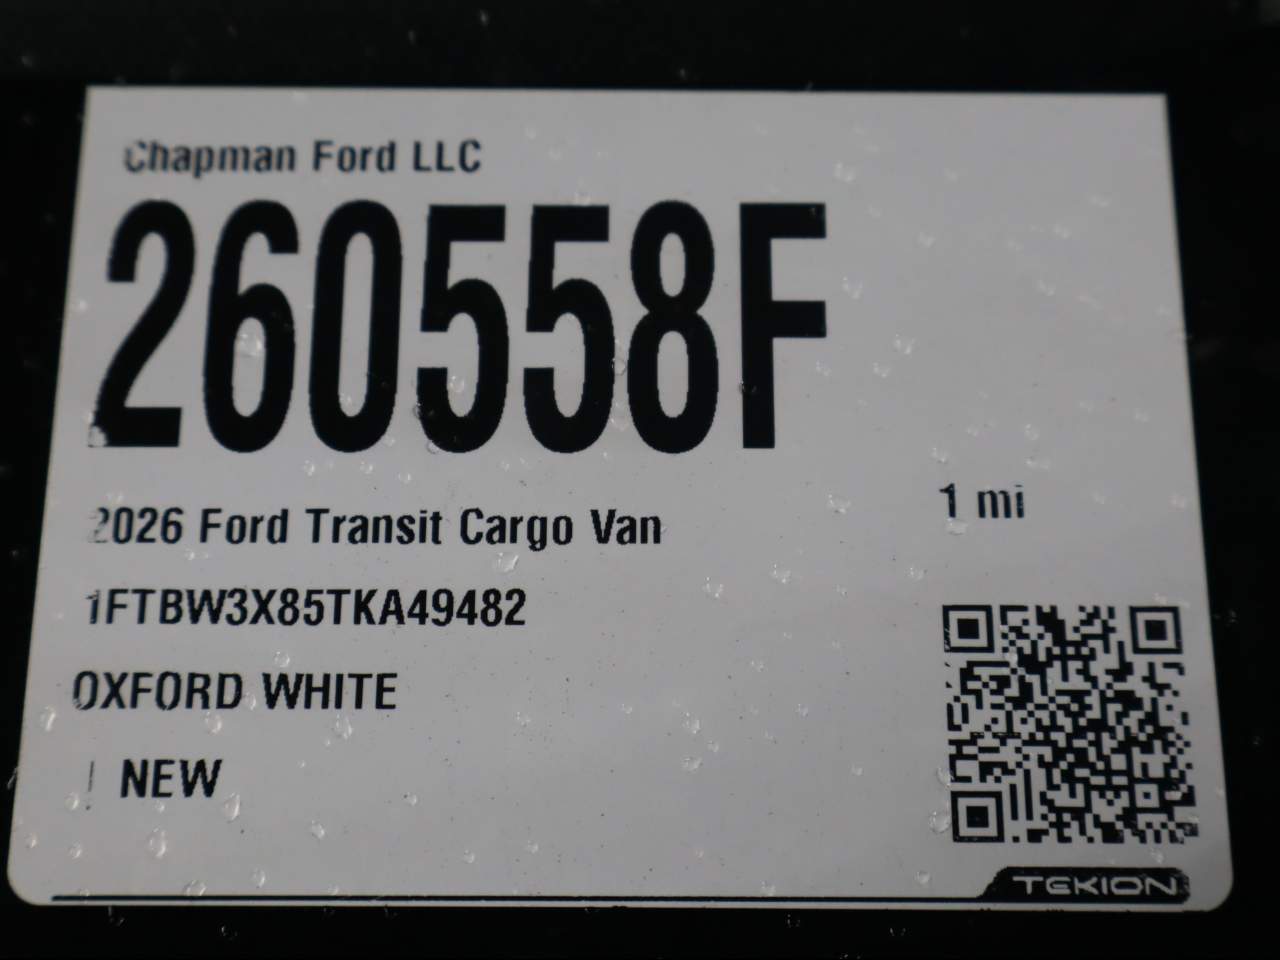 Chapman Ford LLC
260558F
2026 Ford Transit Cargo Van
1 mi
1FTBW3X85TKA49482
OXFORD WHITE
| NEW
TEKION